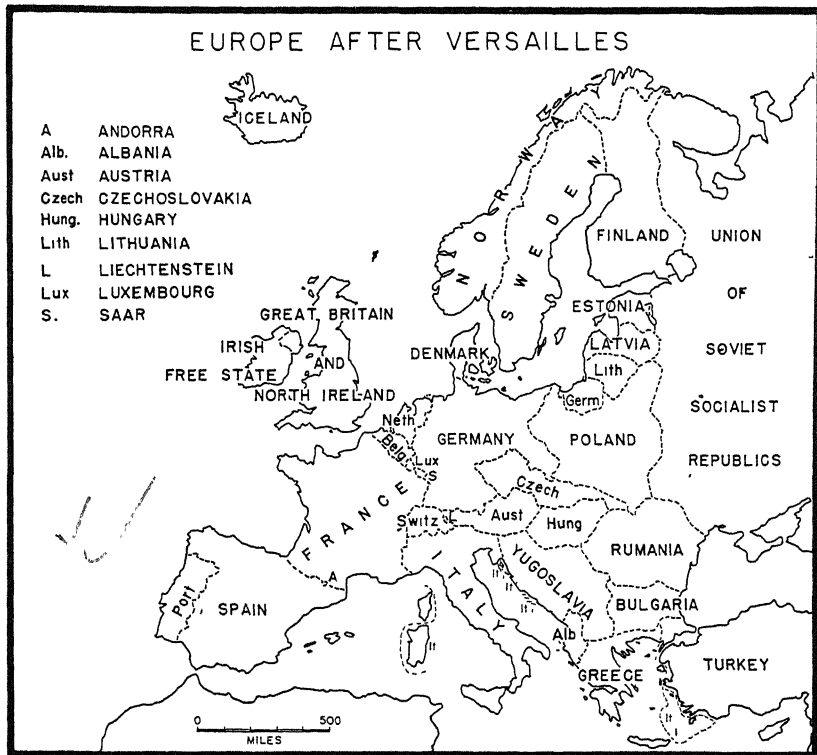 EUROPE AFTER VERSAILLES
ICELAND
A ANDORRA
Alb. ALBANIA
Aust AUSTRIA
Czech CZECHOSLOVAKIA
Hung. HUNGARY
Lith LITHUANIA
L LIECHTENSTEIN
Lux LUXEMBOURG
S. SAAR
NORWAY
SWEDEN
FINLAND
UNION
OF
SOVIET
SOCIALIST
REPUBLICS
ESTONIA
LATVIA
Lith
Germ
GREAT BRITAIN
AND
NORTH IRELAND
IRISH
FREE STATE
DENMARK
Neth
Belg
Lux
S
GERMANY
POLAND
Czech
FRANCE
Switz
L
Aust
Hung
RUMANIA
ITALY
YUGOSLAVIA
It
It
It
BULGARIA
A
Port
SPAIN
It
Alb
GREECE
TURKEY
It
0 500
MILES